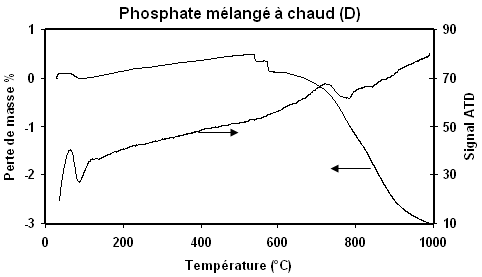 Phosphate mélangé à chaud (D)
1
0
-1
-2
-3
Perte de masse %
90
70
50
30
10
Signal ATD
0 200 400 600 800 1000
Température (°C)